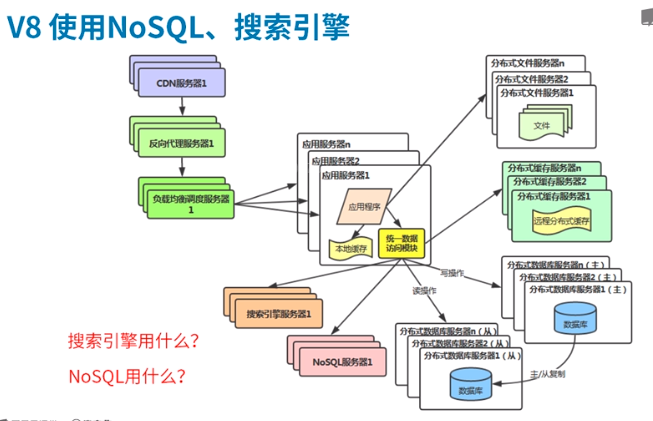 V8 使用NoSQL、搜索引擎
CDN服务器1
反向代理服务器1
负载均衡调度服务器
1
应用服务器n
应用服务器2
应用服务器1
应用程序
本地缓存
统一数据
访问模块
分布式文件服务器n
分布式文件服务器2
分布式文件服务器1
文件
分布式缓存服务器n
分布式缓存服务器2
分布式缓存服务器1
远程分布式缓存
写操作
读操作
分布式数据库服务器n（主）
分布式数据库服务器2（主）
分布式数据库服务器1（主）
数据库
主/从复制
分布式数据库服务器n（从）
分布式数据库服务器2（从）
分布式数据库服务器1（从）
数据库
搜索引擎服务器1
NoSQL服务器1
搜索引擎用什么？
NoSQL用什么？